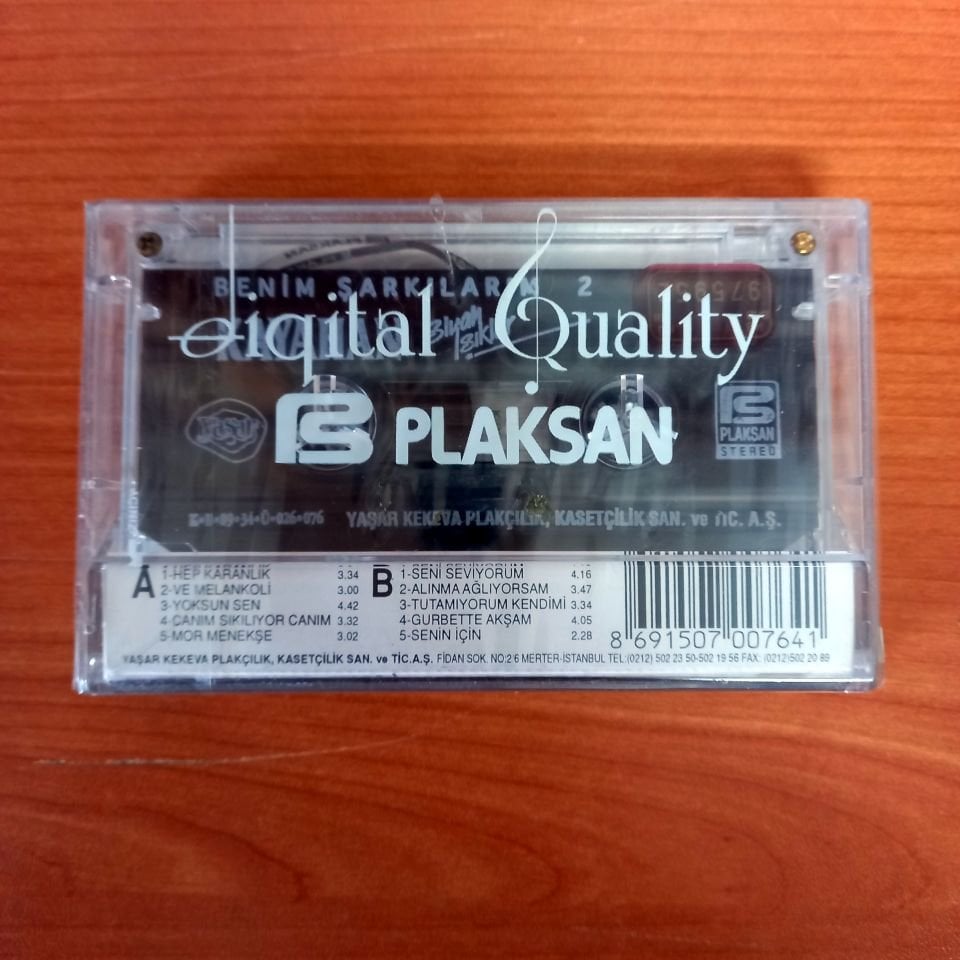 BENİM ŞARKILARIM 2
Digital Quality
PLAKSAN
PLAKSAN
STEREO
YAŞAR KEKEVA PLAKÇILIK, KASETÇİLİK SAN. ve TİC. A.Ş.
A
1-HEP KARANLIK 3.34
2-VE MELANKOLİ 3.00
3-YOKSUN SEN 4.42
4-CANIM SIKILIYOR CANIM 3.32
5-MOR MENEKŞE 3.02
B
1-SENİ SEVİYORUM 4.16
2-ALINMA AĞLIYORSAM 3.47
3-TUTAMIYORUM KENDİMİ 3.34
4-GURBETTE AKŞAM 4.05
5-SENİN İÇİN 2.28
8 691507 007641
YAŞAR KEKEVA PLAKÇILIK, KASETÇİLİK SAN. ve TİC. A.Ş. FİDAN SOK. NO:2/6 MERTER-İSTANBUL TEL:(0212) 502 23 50-502 19 56 FAX: (0212)502 20 89